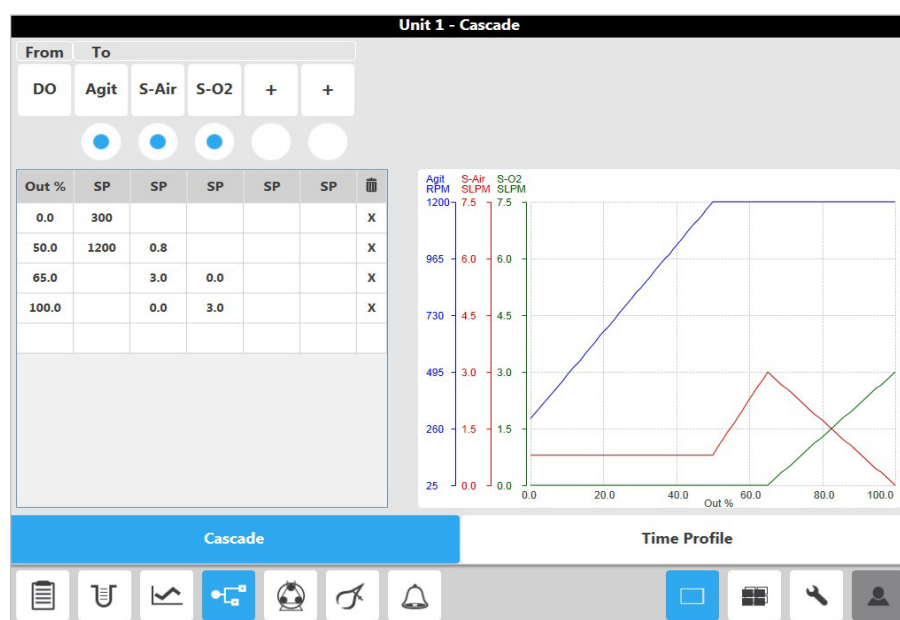 Unit 1 - Cascade
From To
DO Agit S-Air S-O2 + +
Out % SP SP SP SP SP
0.0 300 X
50.0 1200 0.8 X
65.0 3.0 0.0 X
100.0 0.0 3.0 X
Agit S-Air S-O2
RPM SLPM SLPM
1200 7.5 7.5
965 6.0 6.0
730 4.5 4.5
495 3.0 3.0
260 1.5 1.5
25 0.0 0.0
0.0 20.0 40.0 60.0 80.0 100.0
Out %
Cascade Time Profile